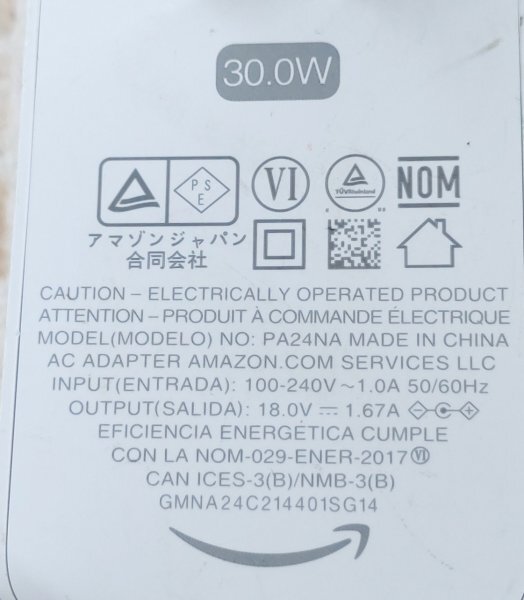 30.0W
PS
E
VI
TÜVRheinland
NOM
アマゾンジャパン
合同会社
CAUTION – ELECTRICALLY OPERATED PRODUCT
ATTENTION – PRODUIT À COMMANDE ÉLECTRIQUE
MODEL(MODELO) NO: PA24NA MADE IN CHINA
AC ADAPTER AMAZON.COM SERVICES LLC
INPUT(ENTRADA): 100-240V ~ 1.0A 50/60Hz
OUTPUT(SALIDA): 18.0V ⎓ 1.67A
EFICIENCIA ENERGÉTICA CUMPLE
CON LA NOM-029-ENER-2017 VI
CAN ICES-3(B)/NMB-3(B)
GMNA24C214401SG14